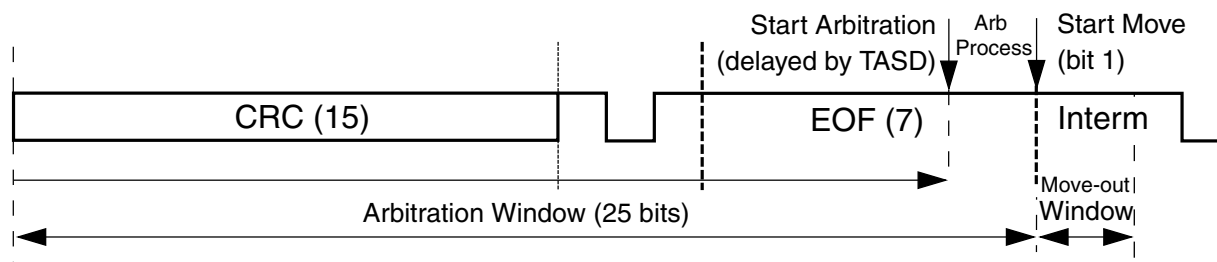 Start Arbitration
(delayed by TASD)
Arb
Process
Start Move
(bit 1)
CRC (15)
EOF (7)
Interm
Arbitration Window (25 bits)
Move-out
Window